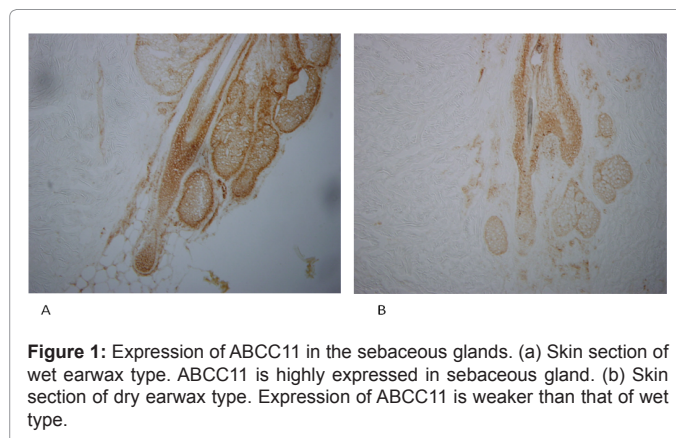 A
B
Figure 1: Expression of ABCC11 in the sebaceous glands. (a) Skin section of
wet earwax type. ABCC11 is highly expressed in sebaceous gland. (b) Skin
section of dry earwax type. Expression of ABCC11 is weaker than that of wet
type.